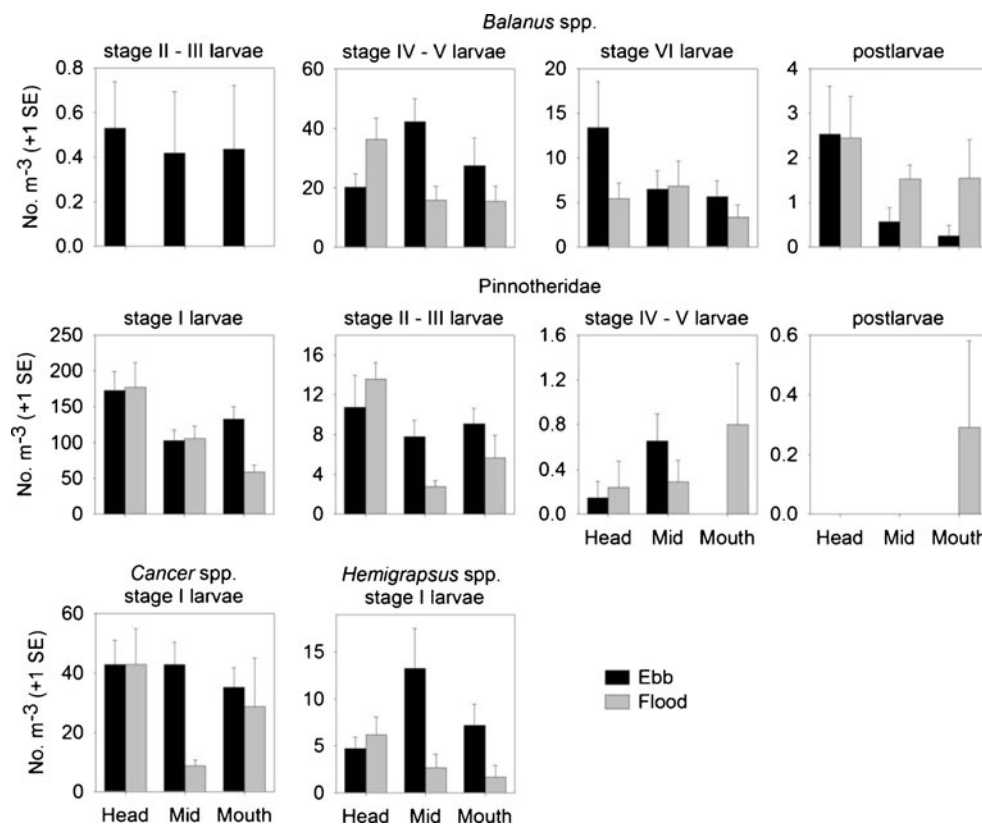 Balanus spp.
stage II - III larvae
stage IV - V larvae
stage VI larvae
postlarvae
No. m⁻³ (+1 SE)
0.8
0.6
0.4
0.2
0.0
60
40
20
0
20
15
10
5
0
4
3
2
1
0
Pinnotheridae
stage I larvae
stage II - III larvae
stage IV - V larvae
postlarvae
No. m⁻³ (+1 SE)
250
200
150
100
50
0
16
12
8
4
0
1.6
1.2
0.8
0.4
0.0
0.6
0.4
0.2
0.0
Head Mid Mouth
Head Mid Mouth
Cancer spp.
stage I larvae
Hemigrapsus spp.
stage I larvae
No. m⁻³ (+1 SE)
60
40
20
0
15
10
5
0
Head Mid Mouth
Head Mid Mouth
Ebb
Flood